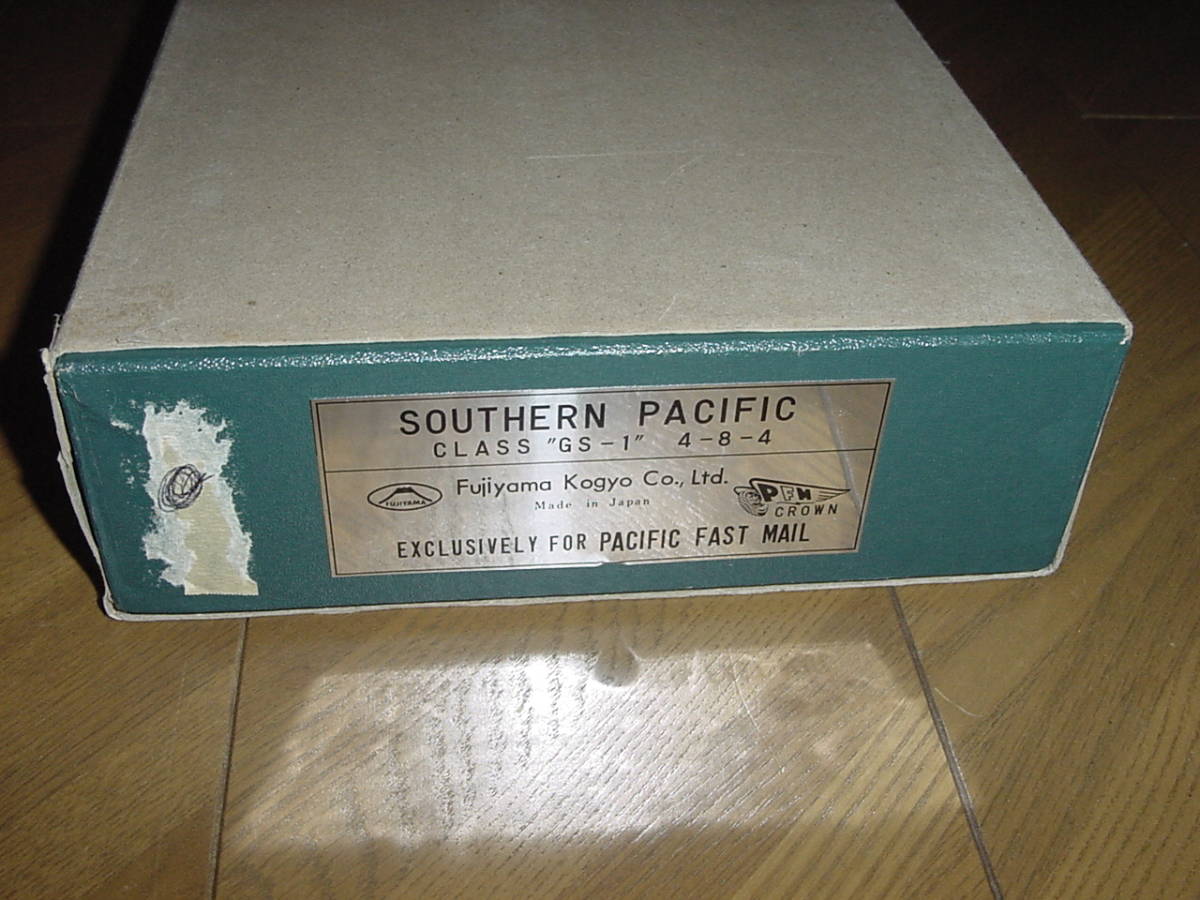 SOUTHERN PACIFIC
CLASS "GS-1" 4-8-4
FUJIYAMA
Fujiyama Kogyo Co., Ltd.
Made in Japan
PFM
CROWN
EXCLUSIVELY FOR PACIFIC FAST MAIL